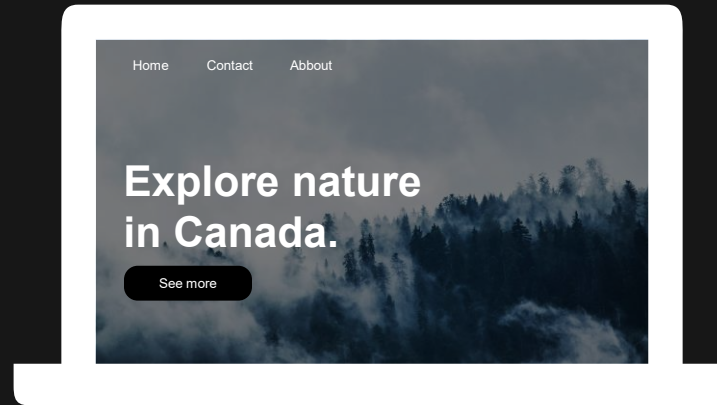 Home Contact Abbout
Explore nature
in Canada.
See more